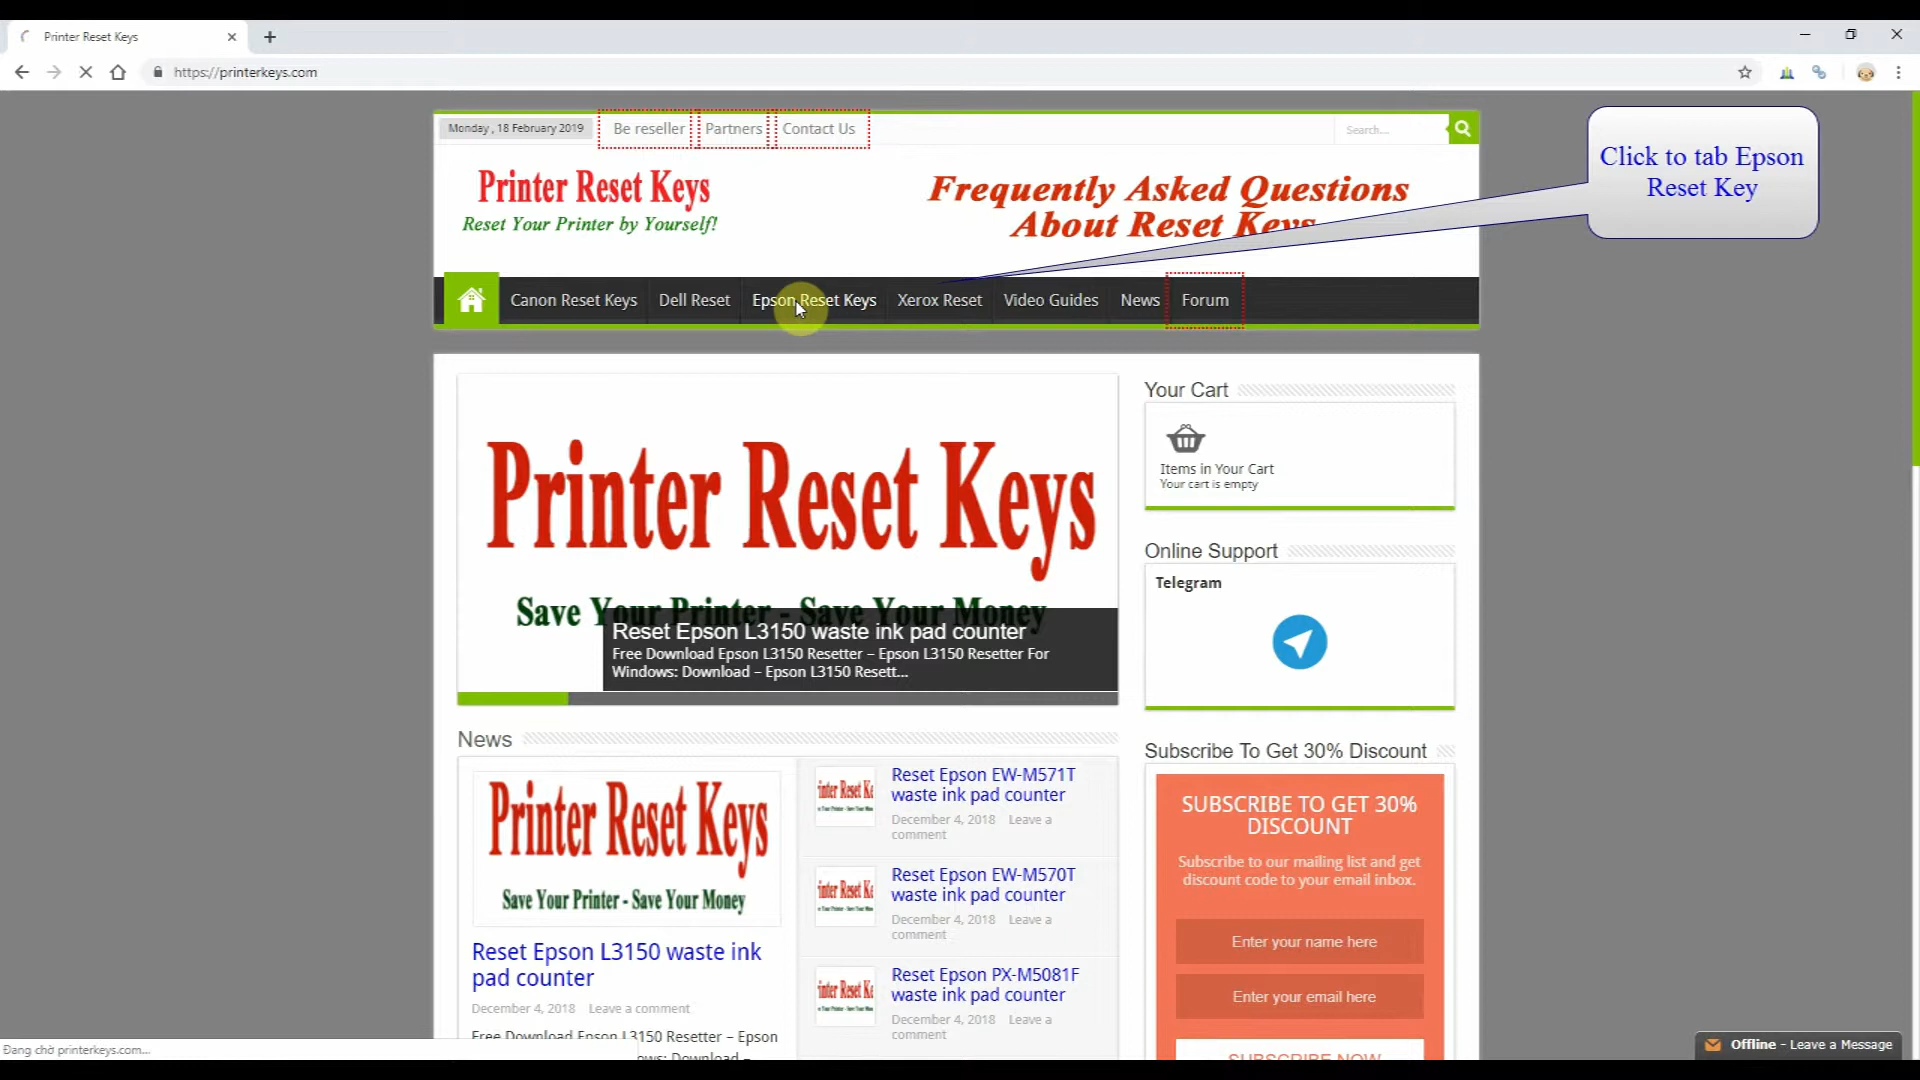 Printer Reset Keys
https://printerkeys.com
Monday , 18 February 2019
Be reseller
Partners
Contact Us
Search...
Click to tab Epson
Reset Key
Printer Reset Keys
Reset Your Printer by Yourself!
Frequently Asked Questions
About Reset Keys
Canon Reset Keys
Dell Reset
Epson Reset Keys
Xerox Reset
Video Guides
News
Forum
Printer Reset Keys
Save Your Printer - Save Your Money
Reset Epson L3150 waste ink pad counter
Free Download Epson L3150 Resetter – Epson L3150 Resetter For
Windows: Download – Epson L3150 Resett...
Your Cart
Items in Your Cart
Your cart is empty
Online Support
Telegram
News
Printer Reset Keys
Save Your Printer - Save Your Money
Reset Epson L3150 waste ink
pad counter
December 4, 2018 Leave a comment
Free Download Epson L3150 Resetter – Epson
ows: Download –
Reset Epson EW-M571T
waste ink pad counter
December 4, 2018 Leave a
comment
Reset Epson EW-M570T
waste ink pad counter
December 4, 2018 Leave a
comment
Reset Epson PX-M5081F
waste ink pad counter
December 4, 2018 Leave a
comment
Subscribe To Get 30% Discount
SUBSCRIBE TO GET 30%
DISCOUNT
Subscribe to our mailing list and get
discount code to your email inbox.
Enter your name here
Enter your email here
SUBSCRIBE NOW
Đang chờ printerkeys.com...
Offline - Leave a Message